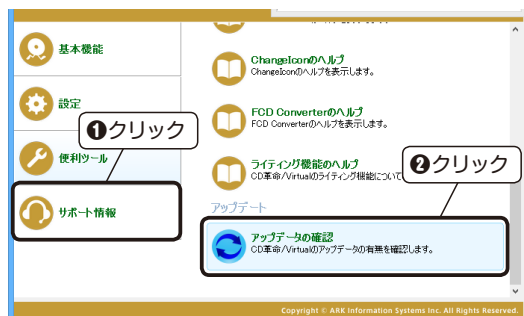 基本機能
設定
便利ツール
サポート情報
❶クリック
ChangeIconのヘルプ
ChangeIconのヘルプを表示します。
FCD Converterのヘルプ
FCD Converterのヘルプを表示します。
ライティング機能のヘルプ
CD革命/Virtualのライティング機能について
❷クリック
アップデート
アップデータの確認
CD革命/Virtualのアップデータの有無を確認します。
Copyright © ARK Information Systems Inc. All Rights Reserved.